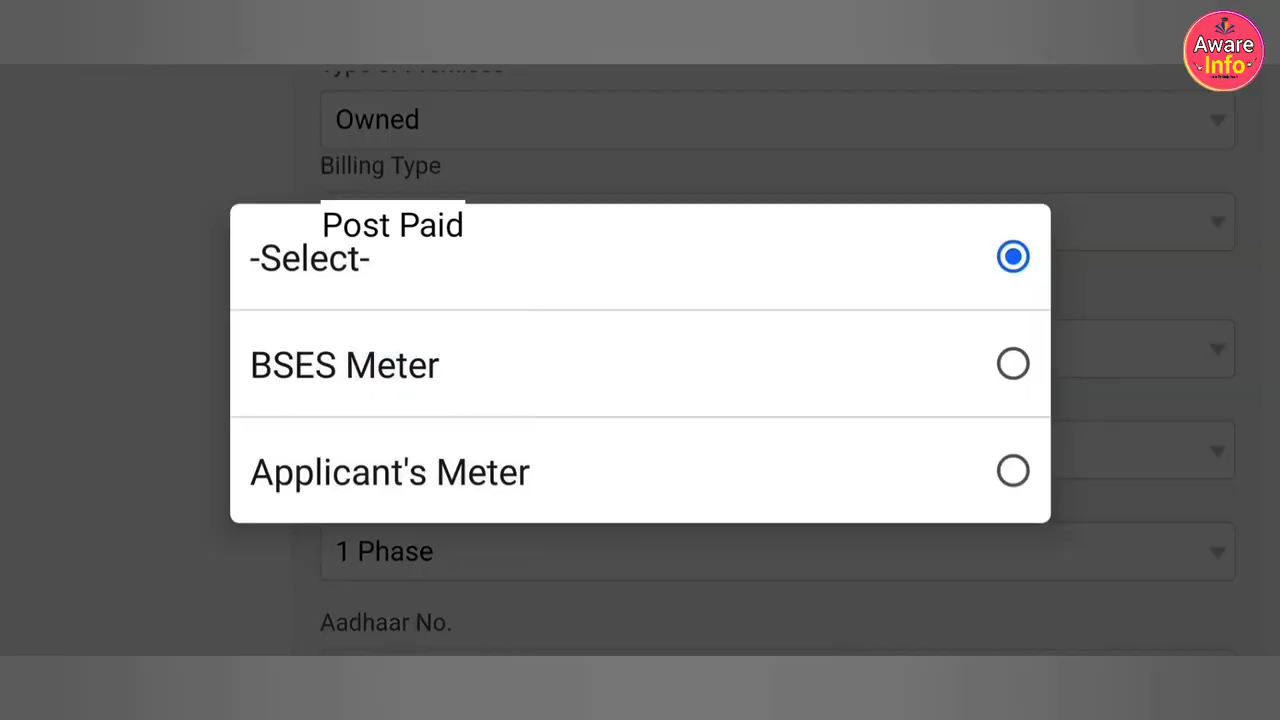 Aware
Info
Owned
Billing Type
Post Paid
-Select-
BSES Meter
Applicant's Meter
1 Phase
Aadhaar No.